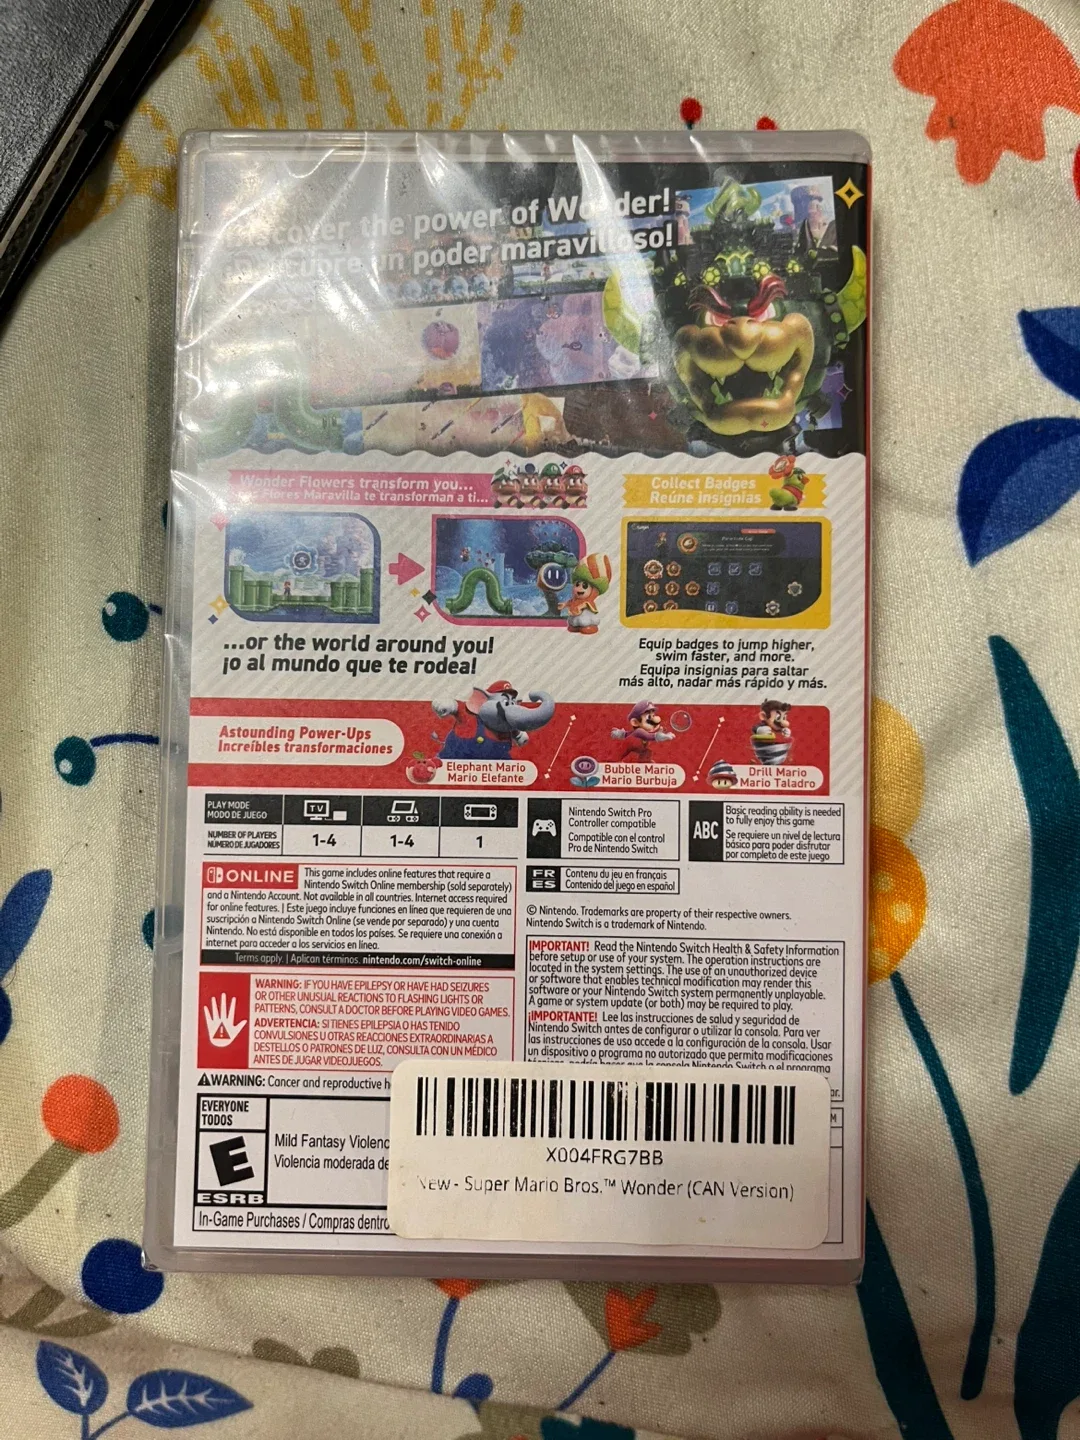 Discover the power of Wonder!
un poder maravilloso!
Wonder Flowers transform you...
Flores Maravilla te transforman a ti...
Collect Badges
Reúne insignias
...or the world around you!
¡o al mundo que te rodea!
Equip badges to jump higher,
swim faster, and more.
Equipa insignias para saltar
más alto, nadar más rápido y más.
Astounding Power-Ups
Increíbles transformaciones
Elephant Mario
Mario Elefante
Bubble Mario
Mario Burbuja
Drill Mario
Mario Taladro
PLAY MODE
MODO DE JUEGO
TV
NUMBER OF PLAYERS
NÚMERO DE JUGADORES
1-4
1-4
1
Nintendo Switch Pro
Controller compatible
Compatible con el control
Pro de Nintendo Switch
ABC
Basic reading ability is needed
to fully enjoy this game
Se requiere un nivel de lectura
básico para poder disfrutar
por completo de este juego
FR
ES
Contenu du jeu en français
Contenido del juego en español
ONLINE
This game includes online features that require a
Nintendo Switch Online membership (sold separately)
and a Nintendo Account. Not available in all countries. Internet access required
for online features. | Este juego incluye funciones en línea que requieren de una
suscripción a Nintendo Switch Online (se vende por separado) y una cuenta
Nintendo. No está disponible en todos los países. Se requiere una conexión a
internet para acceder a los servicios en línea.
Terms apply. | Aplican términos. nintendo.com/switch-online
© Nintendo. Trademarks are property of their respective owners.
Nintendo Switch is a trademark of Nintendo.
IMPORTANT! Read the Nintendo Switch Health & Safety Information
before setup or use of your system. The operation instructions are
located in the system settings. The use of an unauthorized device
or software that enables technical modification may render this
software or your Nintendo Switch system permanently unplayable.
A game or system update (or both) may be required to play.
¡IMPORTANTE! Lee las instrucciones de salud y seguridad de
Nintendo Switch antes de configurar o utilizar la consola. Para ver
las instrucciones de uso accede a la configuración de la consola. Usar
un dispositivo o programa no autorizado que permita modificaciones
técnicas, podría hacer que la consola Nintendo Switch o el programa
WARNING: IF YOU HAVE EPILEPSY OR HAVE HAD SEIZURES
OR OTHER UNUSUAL REACTIONS TO FLASHING LIGHTS OR
PATTERNS, CONSULT A DOCTOR BEFORE PLAYING VIDEO GAMES.
ADVERTENCIA: SI TIENES EPILEPSIA O HAS TENIDO
CONVULSIONES U OTRAS REACCIONES EXTRAORDINARIAS A
DESTELLOS O PATRONES DE LUZ, CONSULTA CON UN MÉDICO
ANTES DE JUGAR VIDEOJUEGOS.
WARNING: Cancer and reproductive h
EVERYONE
TODOS
E
ESRB
Mild Fantasy Violenc
Violencia moderada de
In-Game Purchases / Compras dentro
X004FRG7BB
New - Super Mario Bros.™ Wonder (CAN Version)